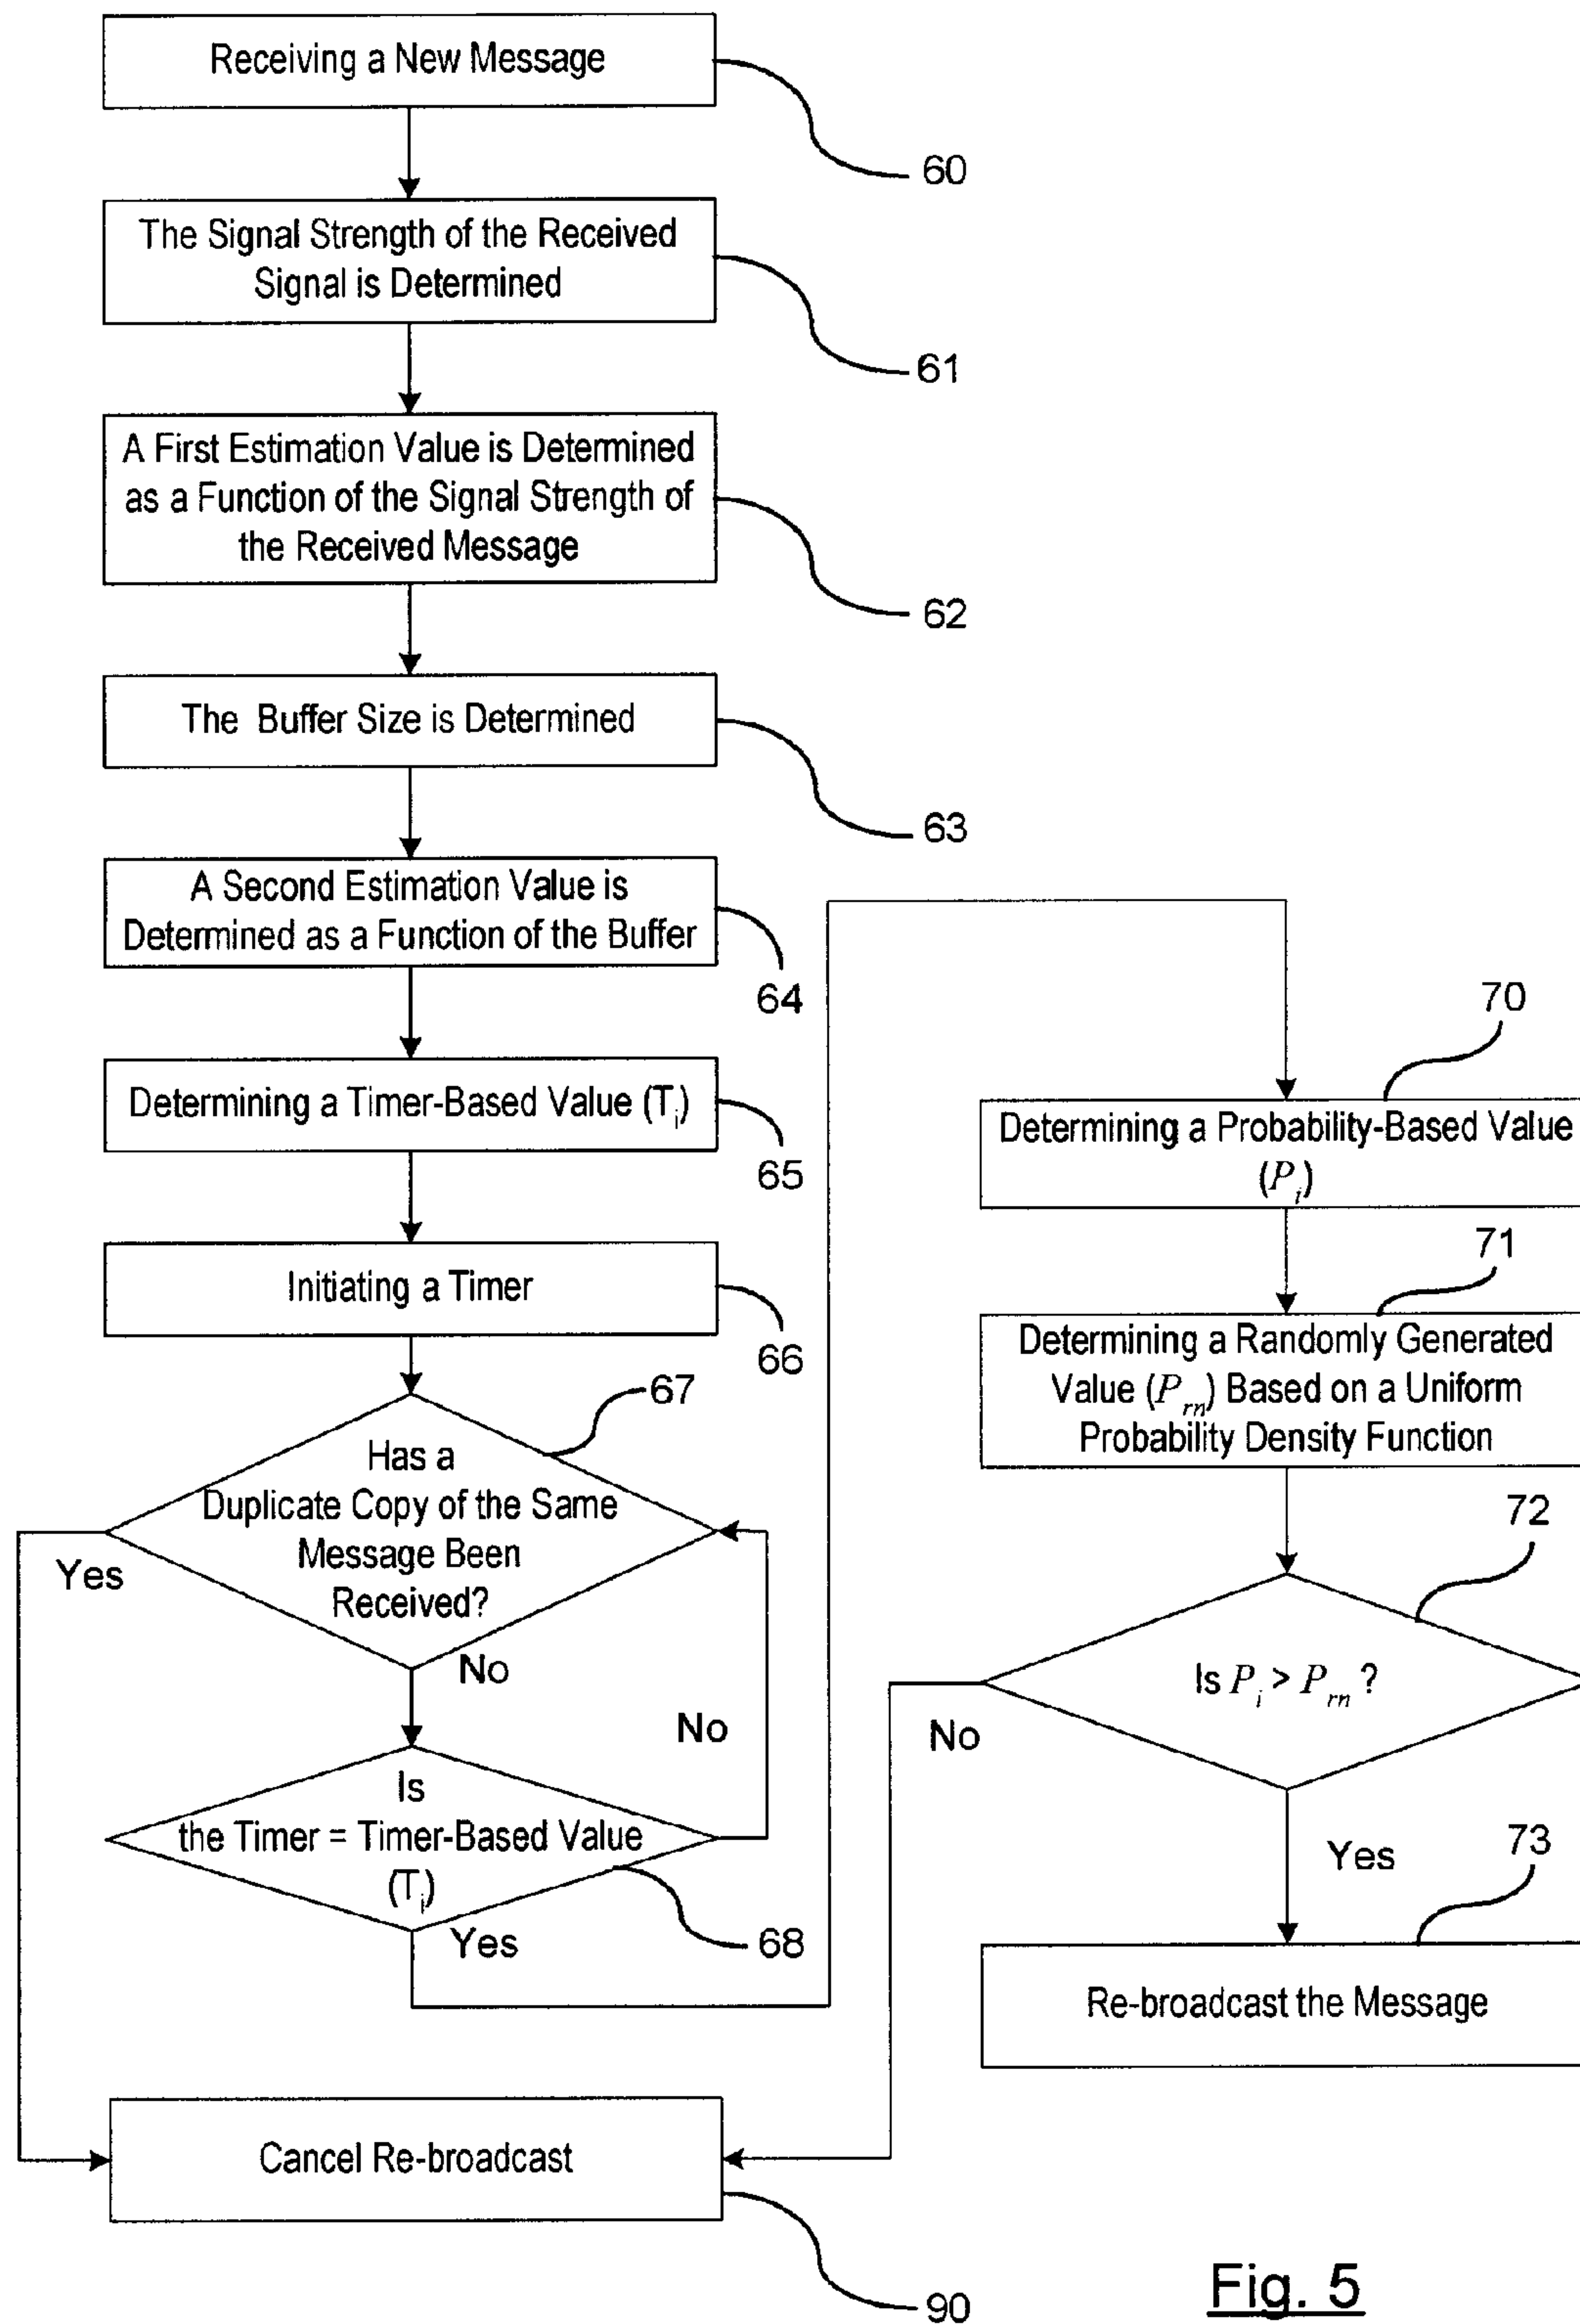 Receiving a New Message
60
The Signal Strength of the Received
Signal is Determined
61
A First Estimation Value is Determined
as a Function of the Signal Strength of
the Received Message
62
The Buffer Size is Determined
63
A Second Estimation Value is
Determined as a Function of the Buffer
64
Determining a Timer-Based Value (Ti)
65
Initiating a Timer
66
67
Has a
Duplicate Copy of the Same
Message Been
Received?
Yes
No
No
Is
the Timer = Timer-Based Value
(Ti)
68
Yes
70
Determining a Probability-Based Value
(Pi)
71
Determining a Randomly Generated
Value (Prn) Based on a Uniform
Probability Density Function
72
Is Pi > Prn ?
No
Yes
73
Re-broadcast the Message
Cancel Re-broadcast
90
Fig. 5